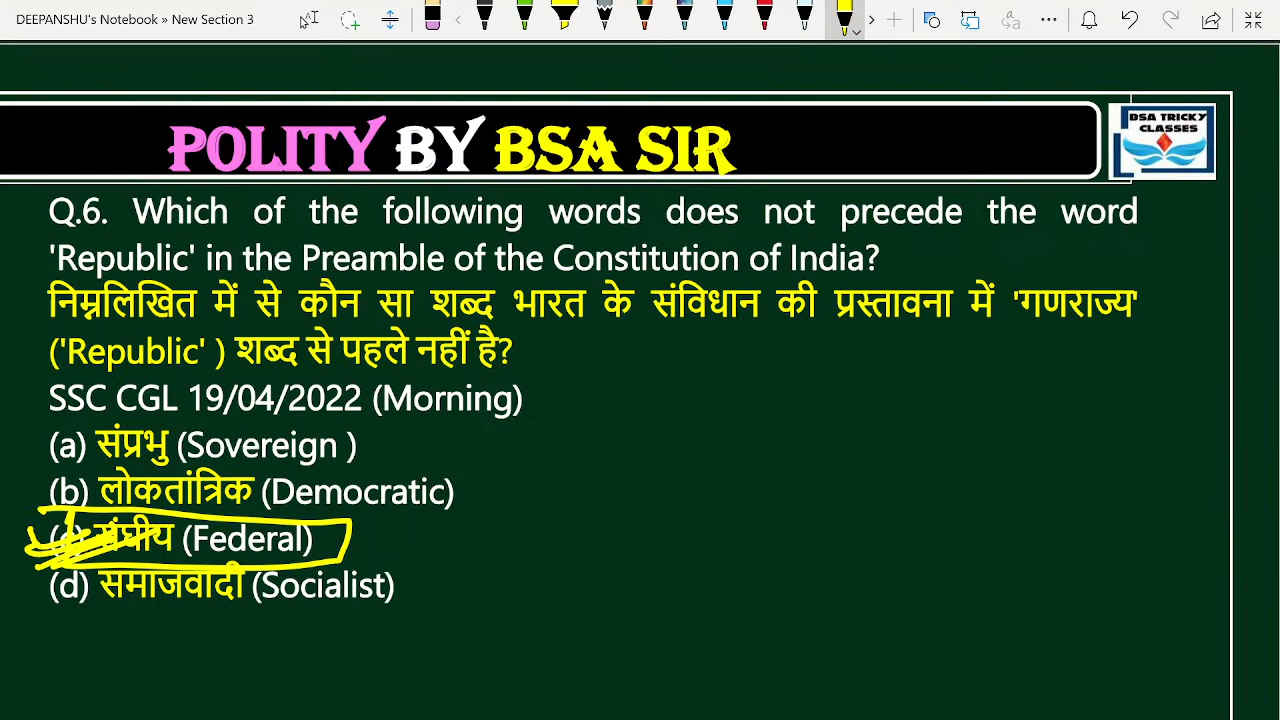 DEEPANSHU's Notebook » New Section 3
POLITY BY BSA SIR
BSA TRICKY
CLASSES
Q.6. Which of the following words does not precede the word
'Republic' in the Preamble of the Constitution of India?
निम्नलिखित में से कौन सा शब्द भारत के संविधान की प्रस्तावना में 'गणराज्य'
('Republic' ) शब्द से पहले नहीं है?
SSC CGL 19/04/2022 (Morning)
(a) संप्रभु (Sovereign )
(b) लोकतांत्रिक (Democratic)
(c) संघीय (Federal)
(d) समाजवादी (Socialist)